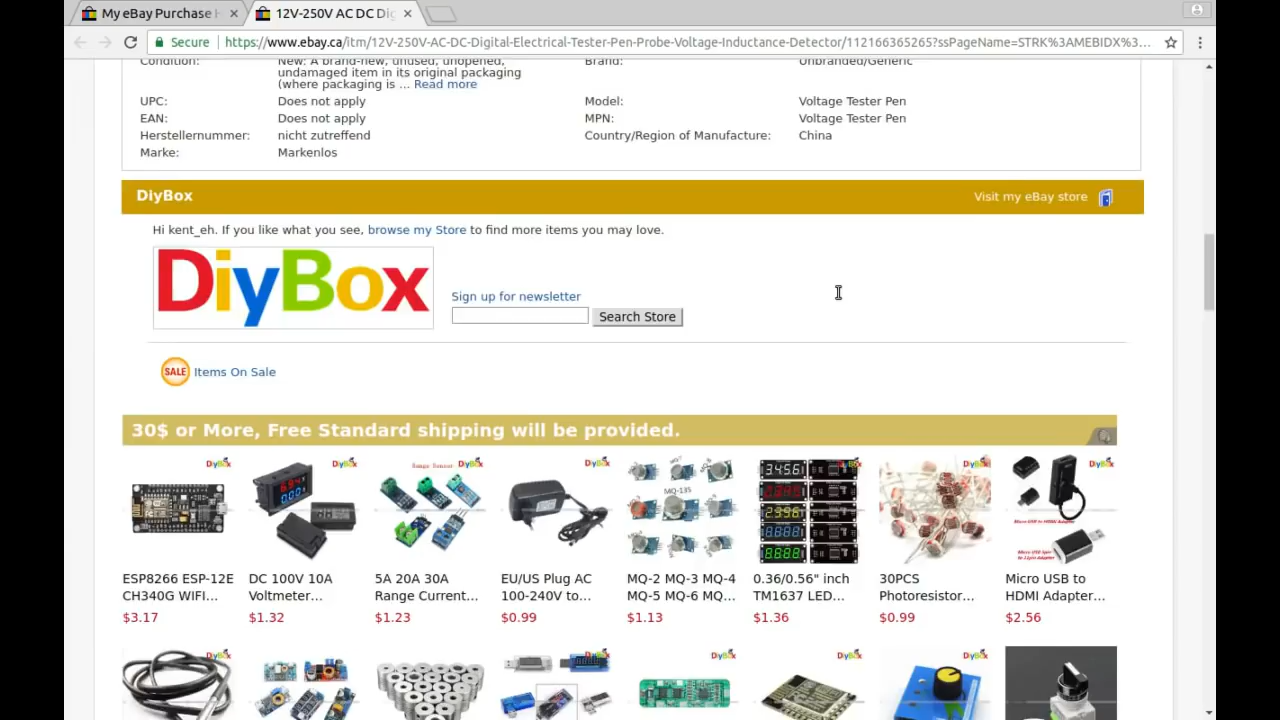 My eBay Purchase H
12V-250V AC DC Dig
Secure
https://www.ebay.ca/itm/12V-250V-AC-DC-Digital-Electrical-Tester-Pen-Probe-Voltage-Inductance-Detector/112166365265?ssPageName=STRK%3AMEBIDX%3...
Condition: New: A brand-new, unused, unopened, Brand: Unbranded/Generic
undamaged item in its original packaging
(where packaging is ... Read more
UPC: Does not apply Model: Voltage Tester Pen
EAN: Does not apply MPN: Voltage Tester Pen
Herstellernummer: nicht zutreffend Country/Region of Manufacture: China
Marke: Markenlos
DiyBox Visit my eBay store
Hi kent_eh. If you like what you see, browse my Store to find more items you may love.
DiyBox
Sign up for newsletter
Search Store
SALE Items On Sale
30$ or More, Free Standard shipping will be provided.
ESP8266 ESP-12E
CH340G WIFI...
$3.17
DC 100V 10A
Voltmeter...
$1.32
Range Sensor
5A 20A 30A
Range Current...
$1.23
EU/US Plug AC
100-240V to...
$0.99
MQ-135
MQ-2 MQ-3 MQ-4
MQ-5 MQ-6 MQ...
$1.13
0.36/0.56" inch
TM1637 LED...
$1.36
30PCS
Photoresistor...
$0.99
Micro USB to
HDMI Adapter...
$2.56